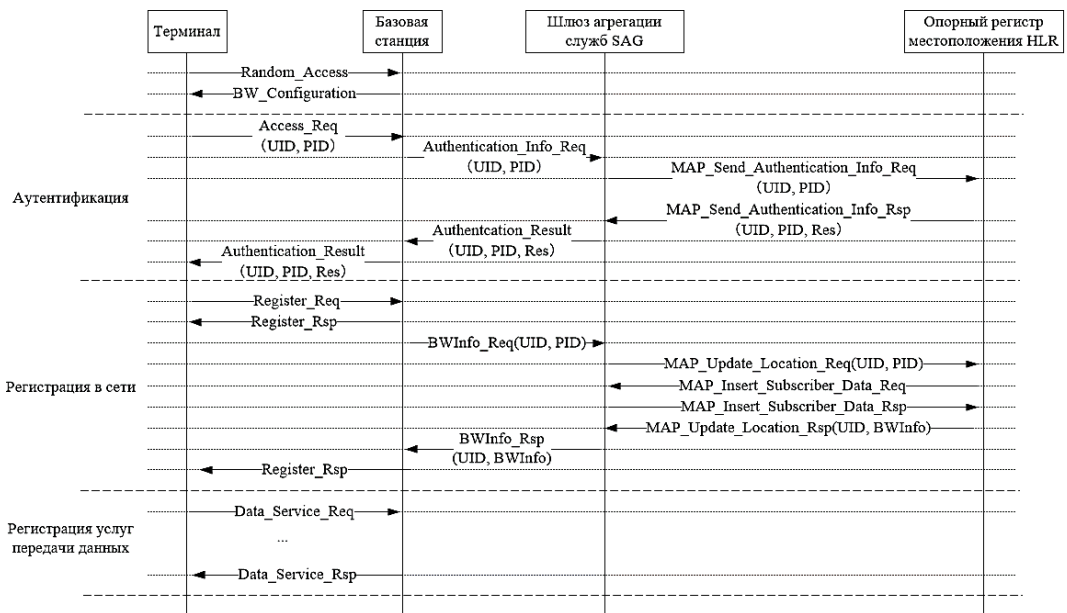 Терминал
Базовая
станция
Шлюз агрегации
служб SAG
Опорный регистр
местоположения HLR
Random_Access
BW_Configuration
Access_Req
(UID, PID)
Authentication_Info_Req
(UID, PID)
MAP_Send_Authentication_Info_Req
(UID, PID)
Аутентификация
MAP_Send_Authentication_Info_Rsp
(UID, PID, Res)
Authentcation_Result
(UID, PID, Res)
Authentication_Result
(UID, PID, Res)
Register_Req
Register_Rsp
BWInfo_Req(UID, PID)
MAP_Update_Location_Req(UID, PID)
Регистрация в сети
MAP_Insert_Subscriber_Data_Req
MAP_Insert_Subscriber_Data_Rsp
MAP_Update_Location_Rsp(UID, BWInfo)
BWInfo_Rsp
(UID, BWInfo)
Register_Rsp
Data_Service_Req
Регистрация услуг
передачи данных
...
Data_Service_Rsp